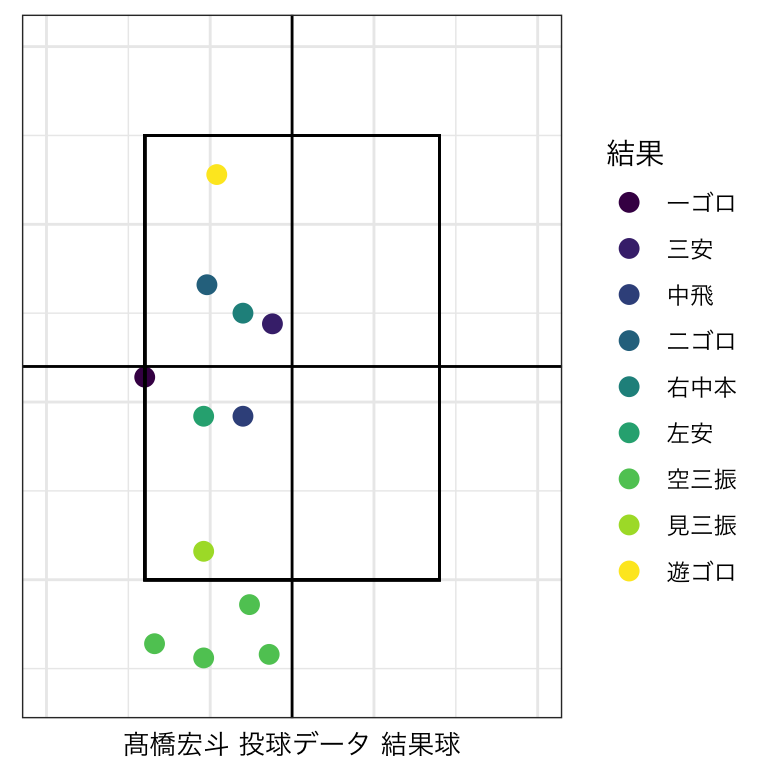 結果
一ゴロ
三安
中飛
二ゴロ
右中本
左安
空三振
見三振
遊ゴロ
髙橋宏斗 投球データ 結果球